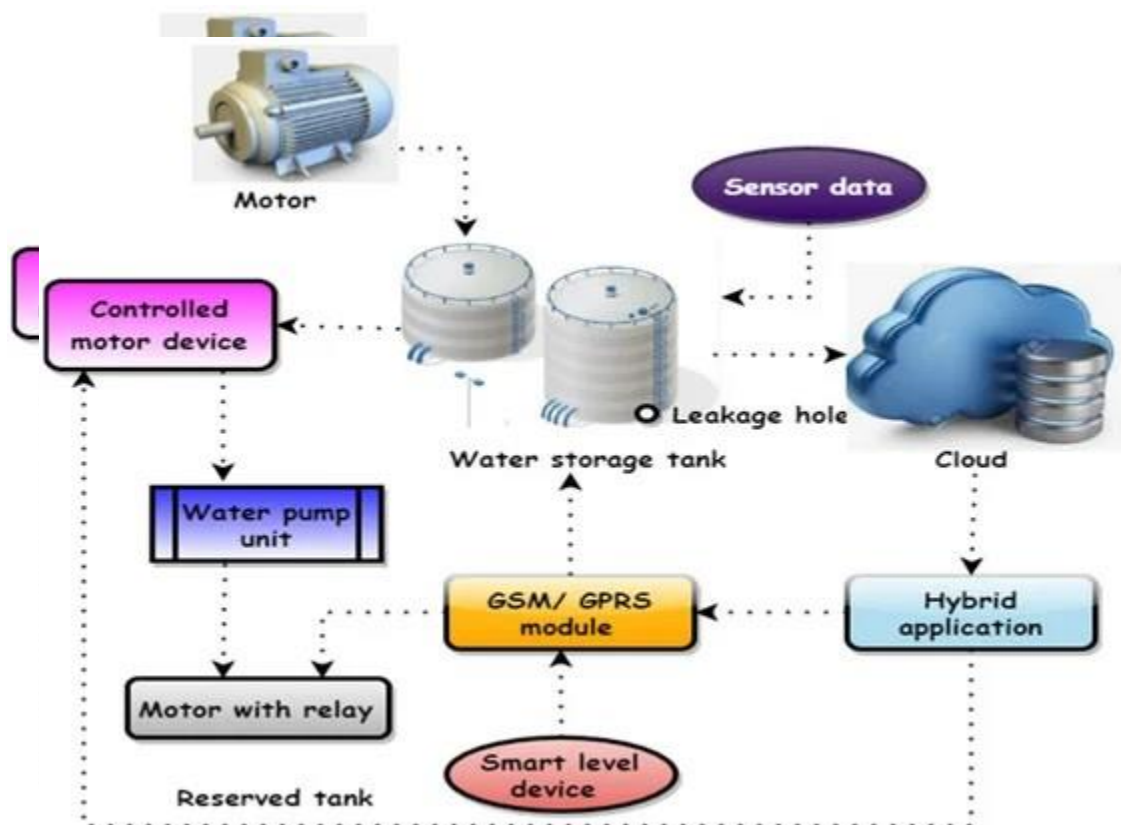 Motor
Sensor data
Controlled
motor device
Leakage hole
Water storage tank
Cloud
Water pump
unit
GSM/ GPRS
module
Hybrid
application
Motor with relay
Smart level
device
Reserved tank